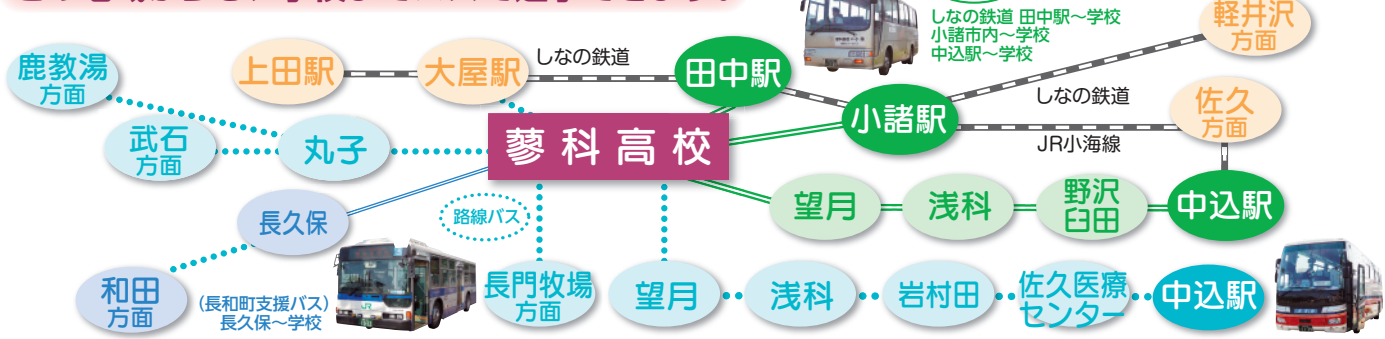 しなの鉄道 田中駅～学校
小諸市内～学校
中込駅～学校
軽井沢
方面
鹿教湯
方面
上田駅
大屋駅
しなの鉄道
田中駅
小諸駅
しなの鉄道
JR小海線
佐久
方面
武石
方面
丸子
蓼科高校
長久保
路線バス
望月
浅科
野沢
臼田
中込駅
和田
方面
(長和町支援バス)
長久保～学校
長門牧場
方面
望月
浅科
岩村田
佐久医療
センター
中込駅